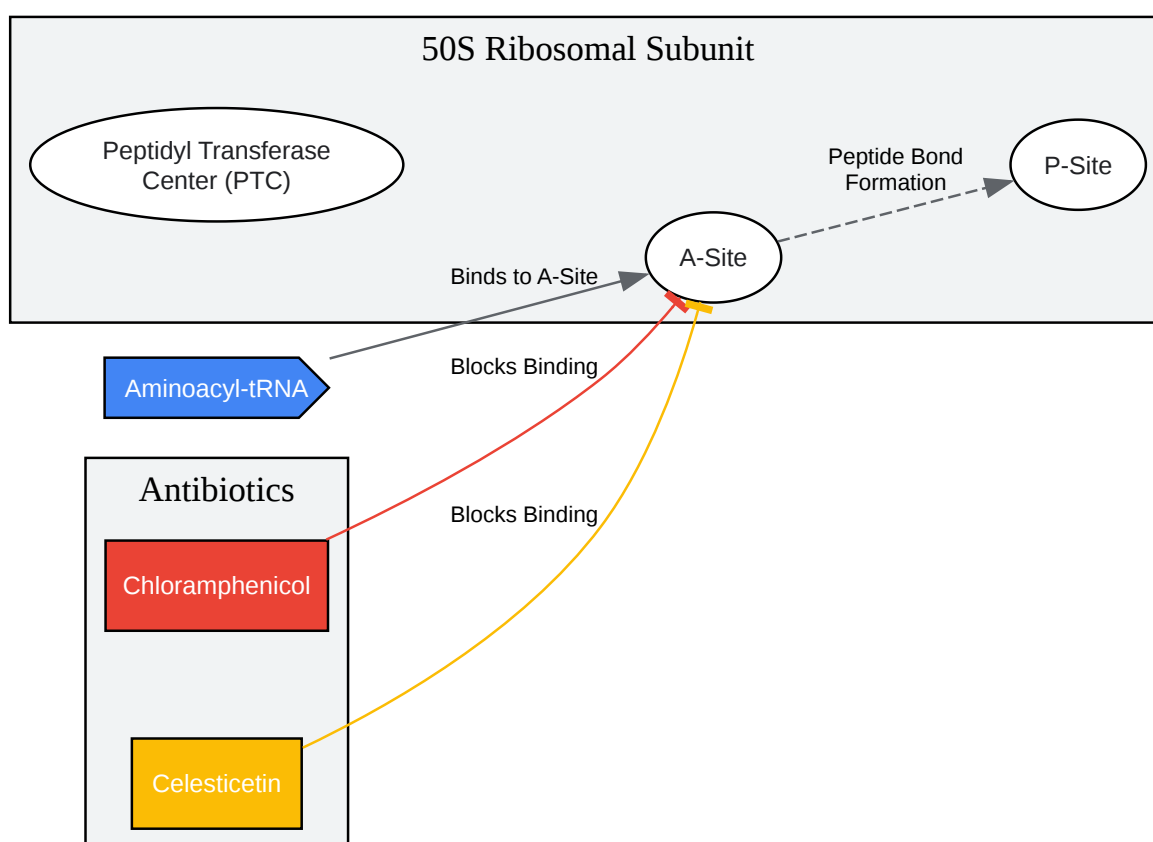 50S Ribosomal Subunit
Peptidyl Transferase
Center (PTC)
Peptide Bond
Formation
P-Site
A-Site
Binds to A-Site
Aminoacyl-tRNA
Blocks Binding
Antibiotics
Blocks Binding
Chloramphenicol
Celesticetin